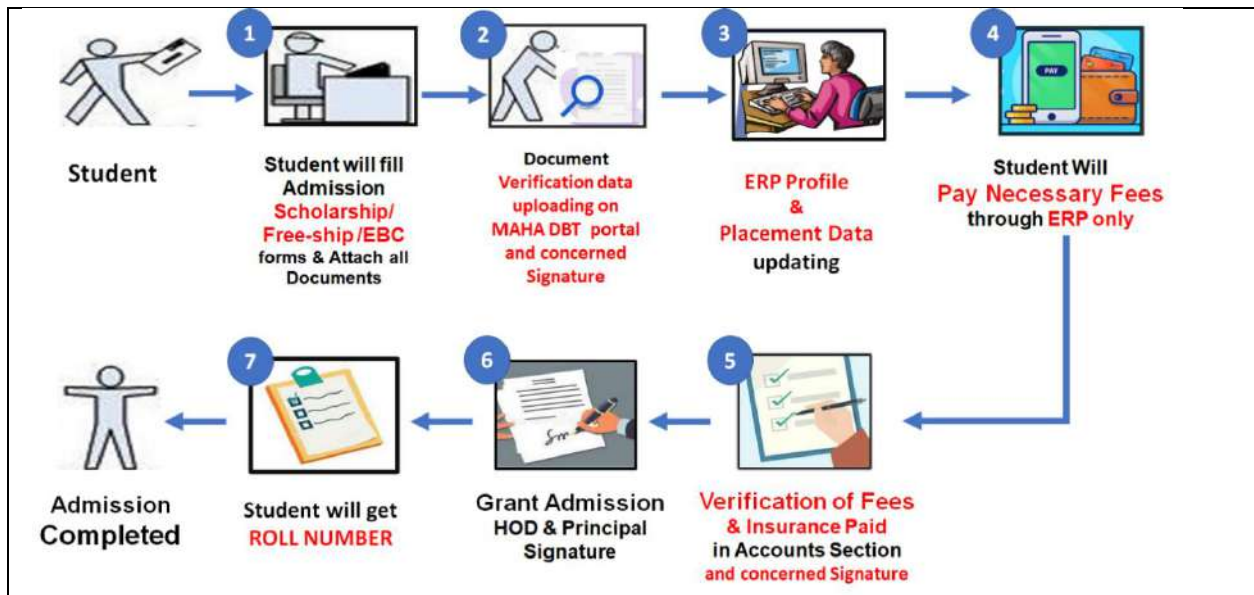 Student
1
Student will fill
Admission
Scholarship/
Free-ship /EBC
forms & Attach all
Documents
2
Document
Verification data
uploading on
MAHA DBT portal
and concerned
Signature
3
ERP Profile
&
Placement Data
updating
4
PAY
Student Will
Pay Necessary Fees
through ERP only
5
Verification of Fees
& Insurance Paid
in Accounts Section
and concerned Signature
6
Grant Admission
HOD & Principal
Signature
7
Student will get
ROLL NUMBER
Admission
Completed